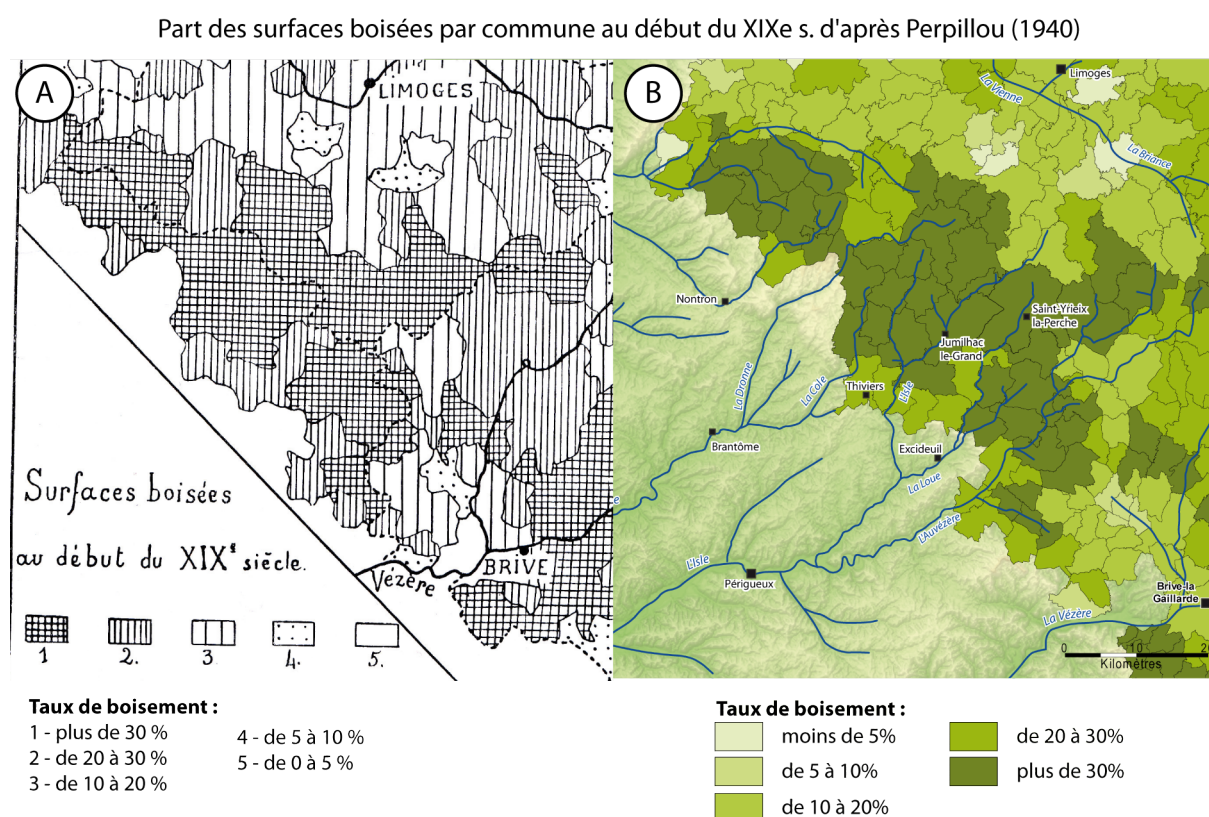 Part des surfaces boisées par commune au début du XIXe s. d'après Perpillou (1940)
A
LIMOGES
Surfaces boisées
au début du XIXe siècle.
Vézère
BRIVE
1
2.
3.
4.
5.
Taux de boisement :
1 - plus de 30 %
2 - de 20 à 30 %
3 - de 10 à 20 %
4 - de 5 à 10 %
5 - de 0 à 5 %
B
Limoges
La Vienne
La Briance
Nontron
Saint-Yrieix
la-Perche
Jumilhac
le-Grand
Thiviers
La Dronne
La Cole
L'Isle
Brantôme
Excideuil
La Loue
L'Auvézère
L'Isle
Périgueux
Brive-la
Gaillarde
La Vézère
0 10 20
Kilomètres
Taux de boisement :
moins de 5%
de 5 à 10%
de 10 à 20%
de 20 à 30%
plus de 30%